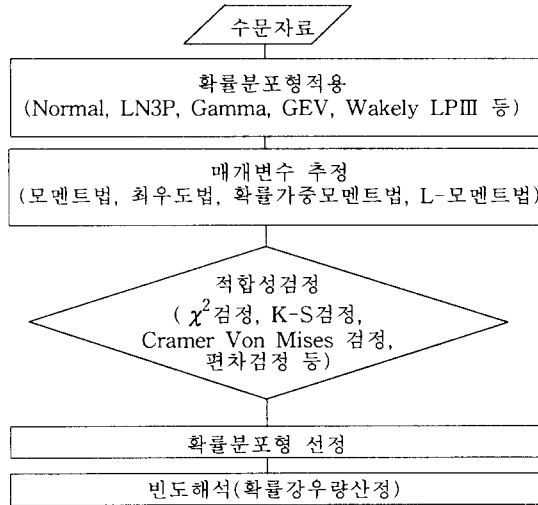 수문자료
확률분포형적용
(Normal, LN3P, Gamma, GEV, Wakely LPⅢ 등)
매개변수 추정
(모멘트법, 최우도법, 확률가중모멘트법, L-모멘트법)
적합성검정
( χ²검정, K-S검정,
Cramer Von Mises 검정,
편차검정 등)
확률분포형 선정
빈도해석(확률강우량산정)